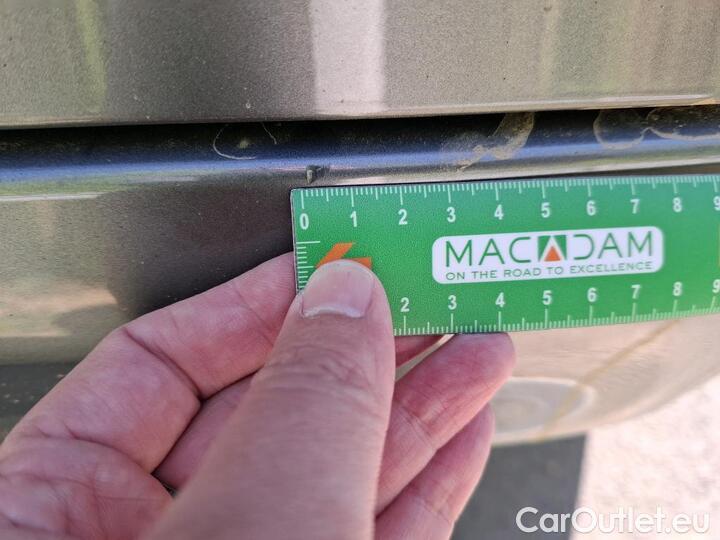 0 1 2 3 4 5 6 7 8 9
MACADAM
ON THE ROAD TO EXCELLENCE
2 3 4 5 6 7 8 9
CarOutlet.eu